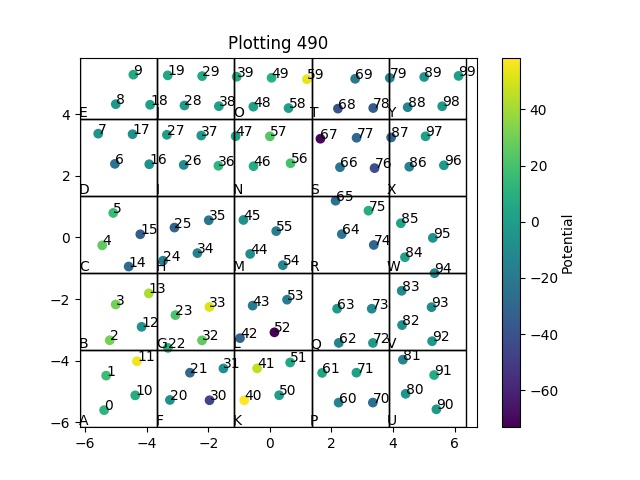 Plotting 490
9 19 29 39 49 59 69 79 89 99
8 18 28 38 48 58 68 78 88 98
E O T Y
7 17 27 37 47 57 67 77 87 97
6 16 26 36 46 56 66 76 86 96
D I N S X
5 15 25 35 45 55 65 75 85 95
4 14 24 34 44 54 64 74 84 94
C H M R W
3 13 23 33 43 53 63 73 83 93
2 12 22 32 42 52 62 72 82 92
B G L Q V
1 11 21 31 41 51 61 71 81 91
0 10 20 30 40 50 60 70 80 90
A F K P U
4
2
0
−2
−4
−6
−6 −4 −2 0 2 4 6
40
20
0
−20
−40
−60
Potential